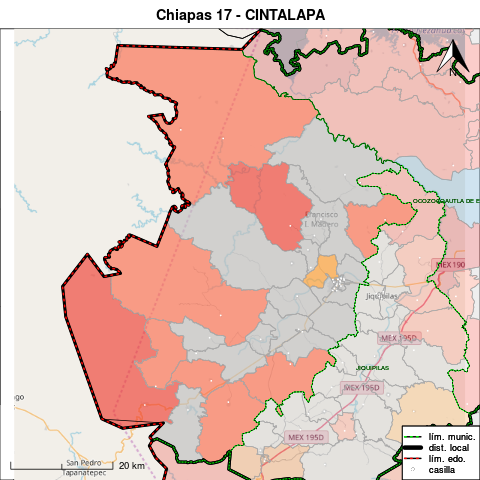 Chiapas 17 - CINTALAPA
N
OCOZOCOAUTLA DE E
Francisco
I. Madero
MEX 190
Jiquipilas
MEX 195D
JIQUIPILAS
MEX 195D
MEX 195D
ago
San Pedro
Tapanatepec
20 km
lím. munic.
dist. local
lím. edo.
casilla